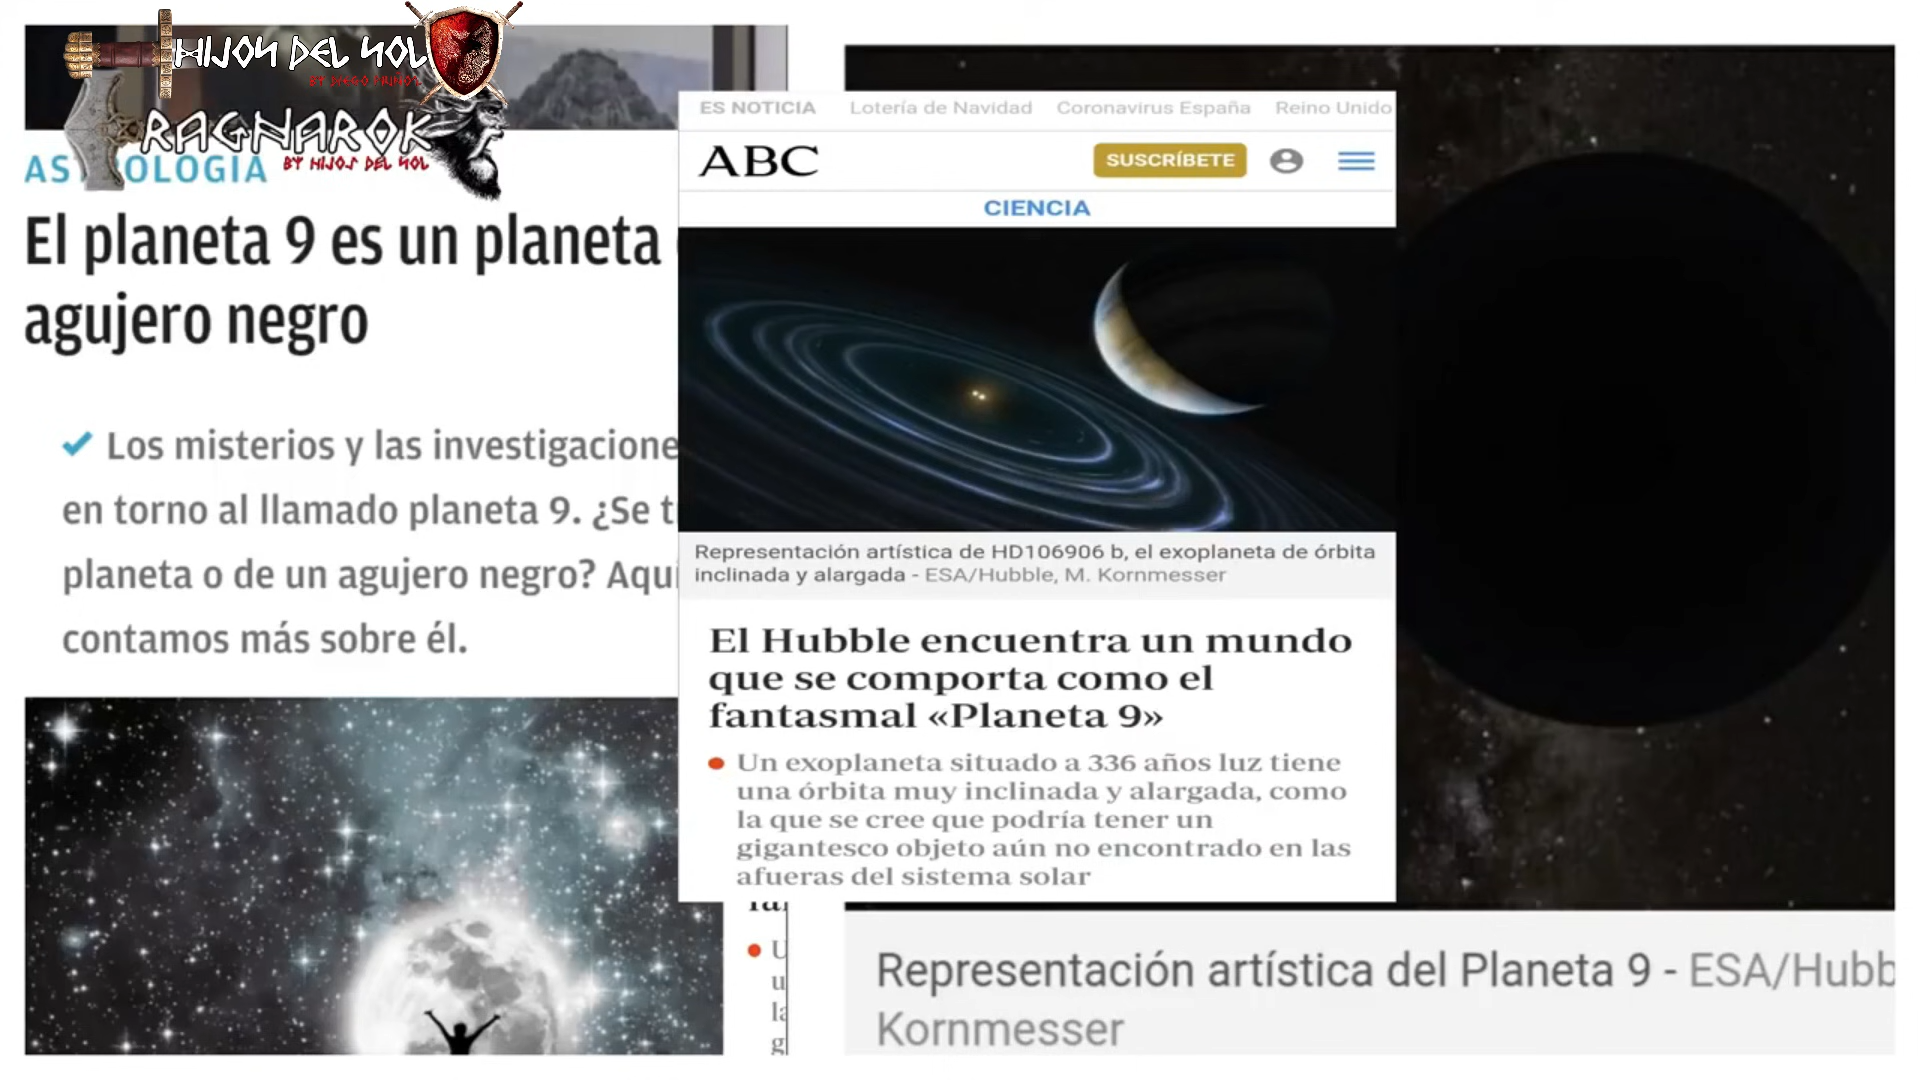 HIJOS DEL SOL
RAGNAROK
BY HIJOS DEL SOL
El planeta 9 es un planeta
agujero negro
Los misterios y las investigacione
en torno al llamado planeta 9. ¿Se t
planeta o de un agujero negro? Aquí
contamos más sobre él.
ES NOTICIA Lotería de Navidad Coronavirus España Reino Unido
ABC
SUSCRÍBETE
CIENCIA
Representación artística de HD106906 b, el exoplaneta de órbita
inclinada y alargada - ESA/Hubble, M. Kornmesser
El Hubble encuentra un mundo
que se comporta como el
fantasmal «Planeta 9»
Un exoplaneta situado a 336 años luz tiene
una órbita muy inclinada y alargada, como
la que se cree que podría tener un
gigantesco objeto aún no encontrado en las
afueras del sistema solar
Representación artística del Planeta 9 - ESA/Hubb
Kornmesser